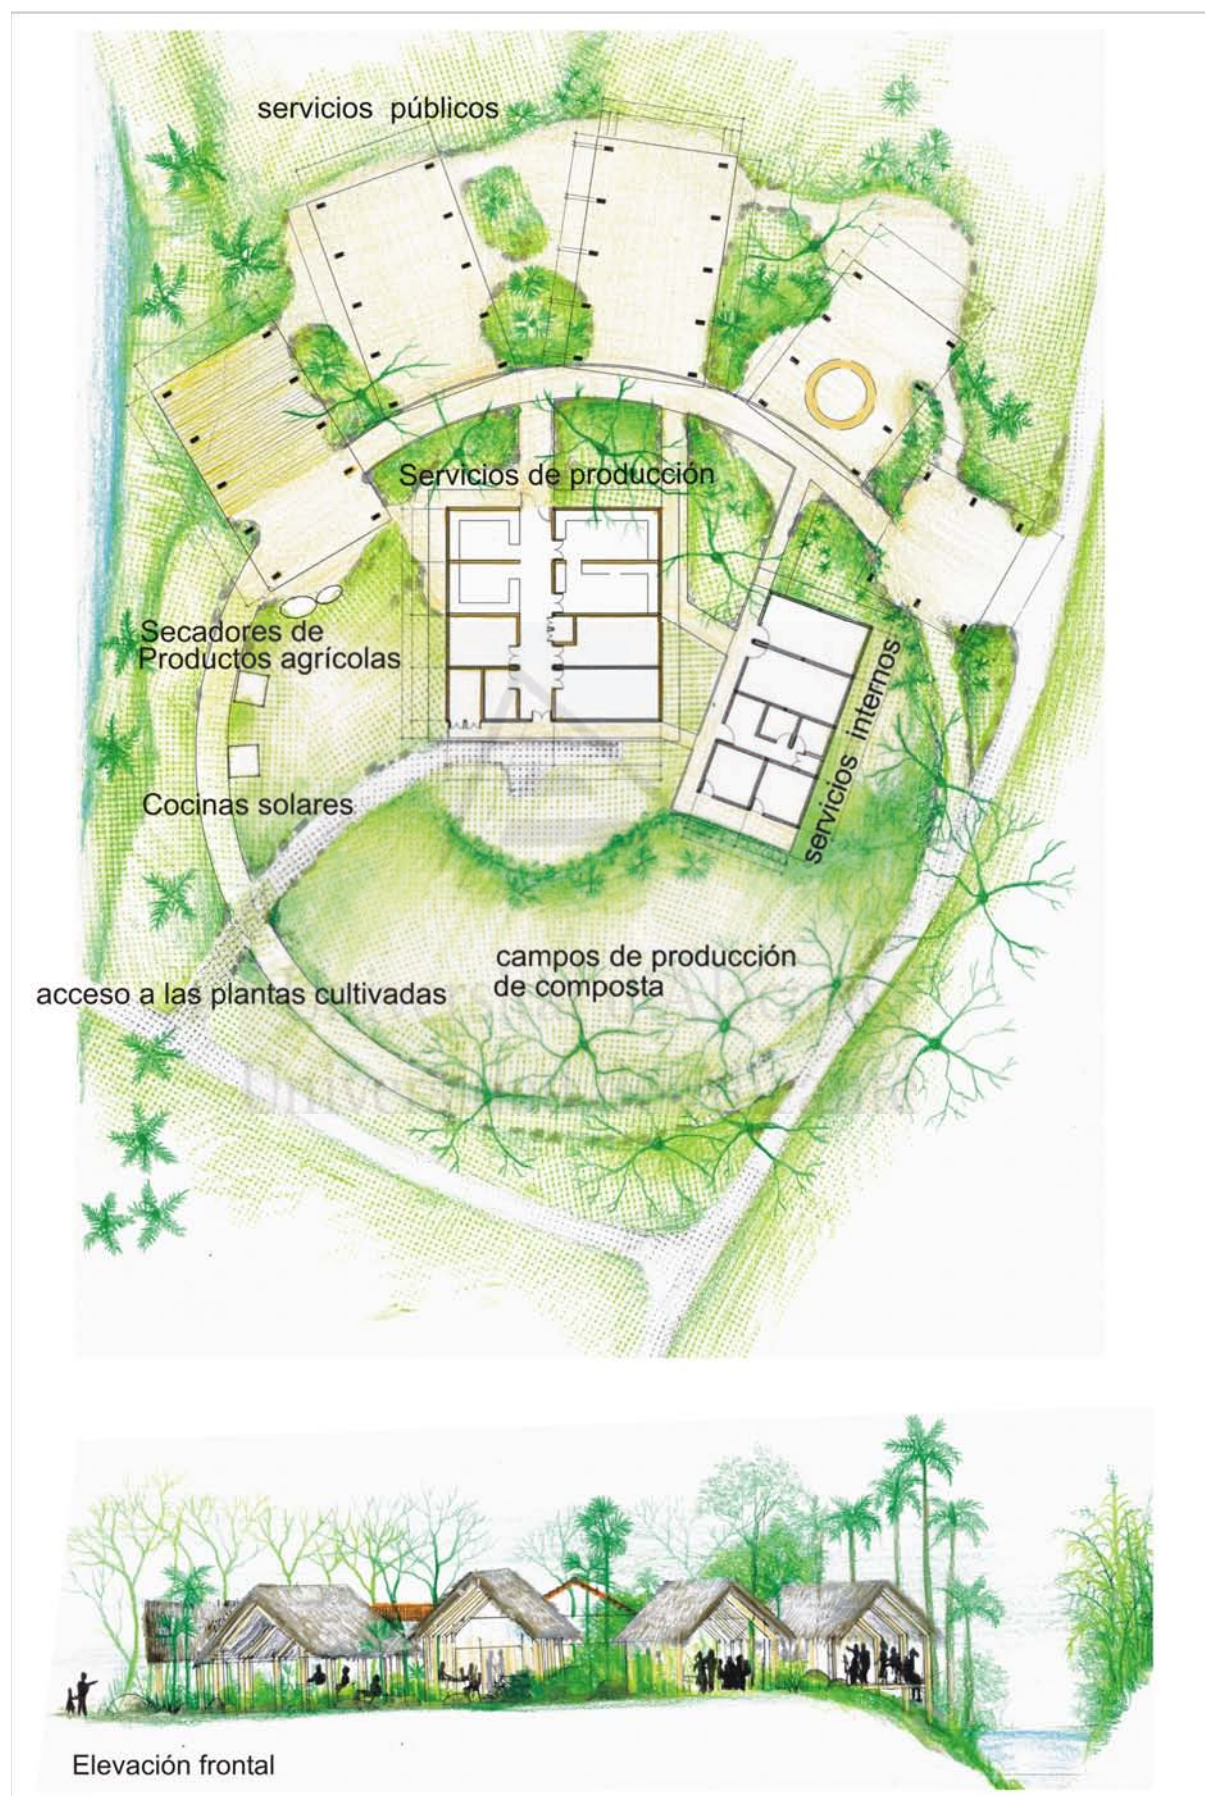 servicios públicos
Servicios de producción
Secadores de
Productos agrícolas
servicios internos
Cocinas solares
campos de producción
de composta
acceso a las plantas cultivadas
Elevación frontal